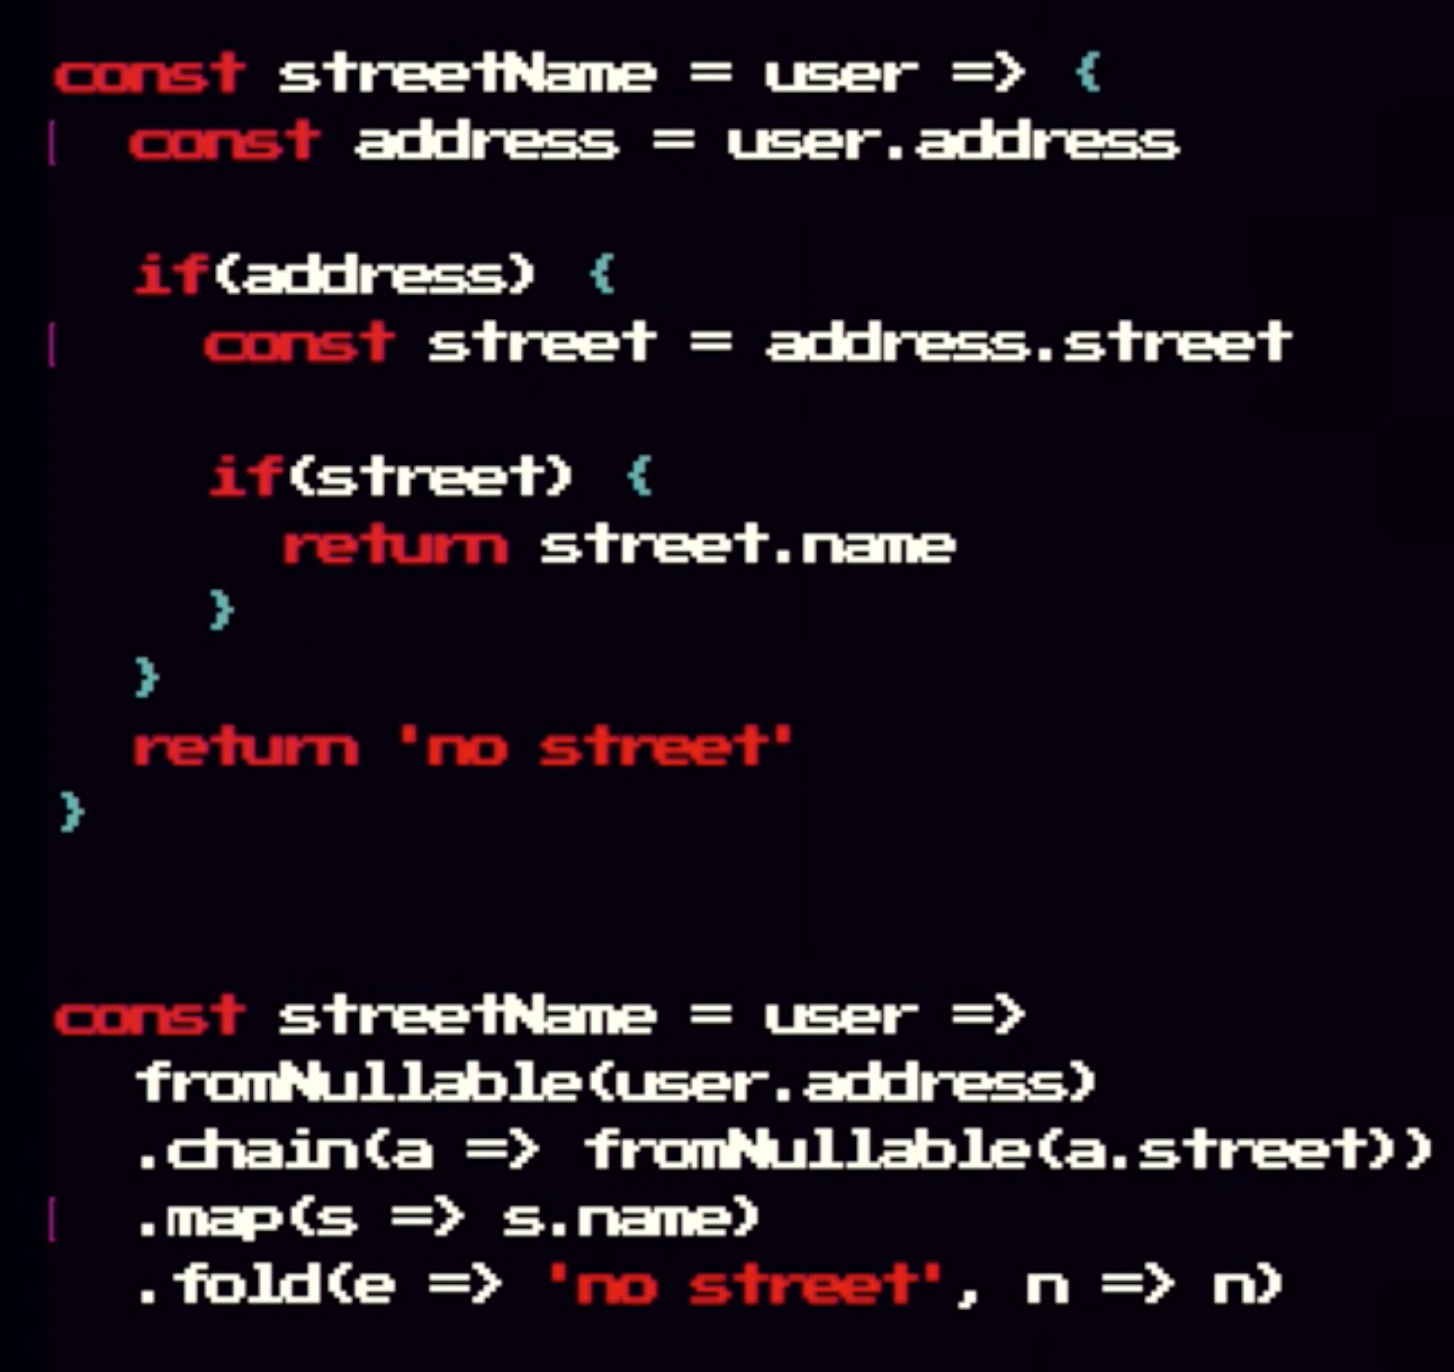 const streetName = user => {
const address = user.address
if(address) {
const street = address.street
if(street) {
return street.name
}
}
return 'no street'
}
const streetName = user =>
fromNullable(user.address)
.chain(a => fromNullable(a.street))
.map(s => s.name)
.fold(e => 'no street', n => n)